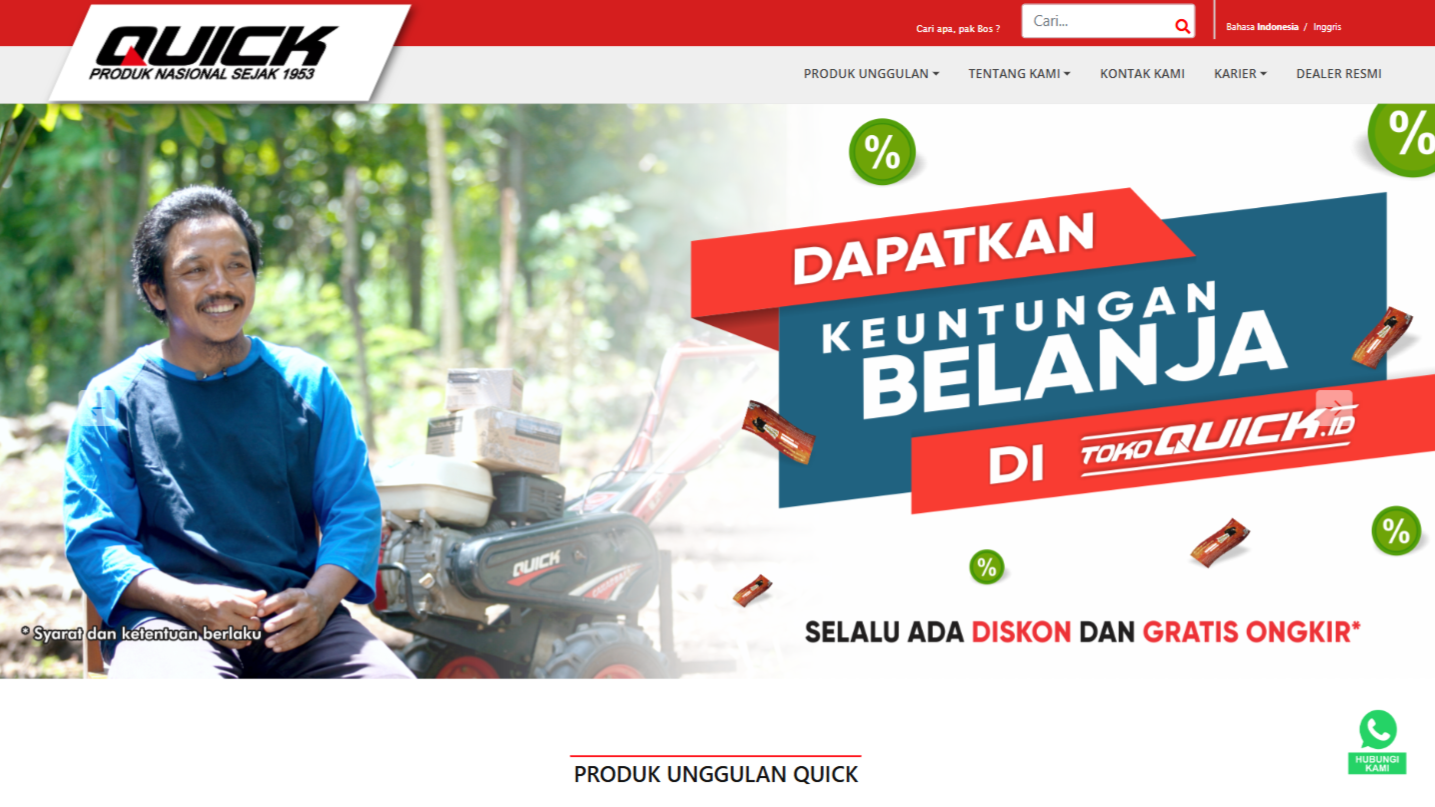 QUICK
PRODUK NASIONAL SEJAK 1953
Cari apa, pak Bos ?
Cari...
Bahasa Indonesia / Inggris
PRODUK UNGGULAN
TENTANG KAMI
KONTAK KAMI
KARIER
DEALER RESMI
%
%
DAPATKAN
KEUNTUNGAN
BELANJA
DI TOKO QUICK.ID
QUICK
%
%
* Syarat dan ketentuan berlaku
SELALU ADA DISKON DAN GRATIS ONGKIR*
HUBUNGI
KAMI
PRODUK UNGGULAN QUICK